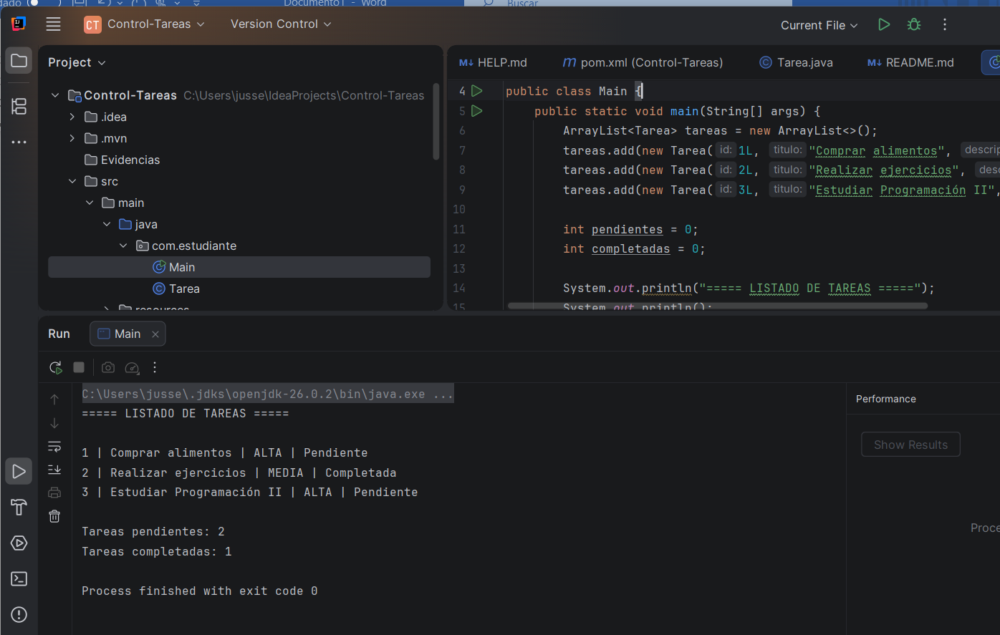 Documento1 - Word
Buscar
CT Control-Tareas
Version Control
Current File
Project
Control-Tareas C:\Users\jusse\IdeaProjects\Control-Tareas
.idea
.mvn
Evidencias
src
main
java
com.estudiante
Main
Tarea
resources
HELP.md
pom.xml (Control-Tareas)
Tarea.java
README.md
4 public class Main {
5 public static void main(String[] args) {
6 ArrayList<Tarea> tareas = new ArrayList<>();
7 tareas.add(new Tarea( id: 1L, titulo: "Comprar alimentos", descrip
8 tareas.add(new Tarea( id: 2L, titulo: "Realizar ejercicios", desc
9 tareas.add(new Tarea( id: 3L, titulo: "Estudiar Programación II",
10
11 int pendientes = 0;
12 int completadas = 0;
13
14 System.out.println("===== LISTADO DE TAREAS =====");
15 System.out.println();
Run
Main
C:\Users\jusse\.jdks\openjdk-26.0.2\bin\java.exe ...
===== LISTADO DE TAREAS =====
1 | Comprar alimentos | ALTA | Pendiente
2 | Realizar ejercicios | MEDIA | Completada
3 | Estudiar Programación II | ALTA | Pendiente
Tareas pendientes: 2
Tareas completadas: 1
Process finished with exit code 0
Performance
Show Results
Proce